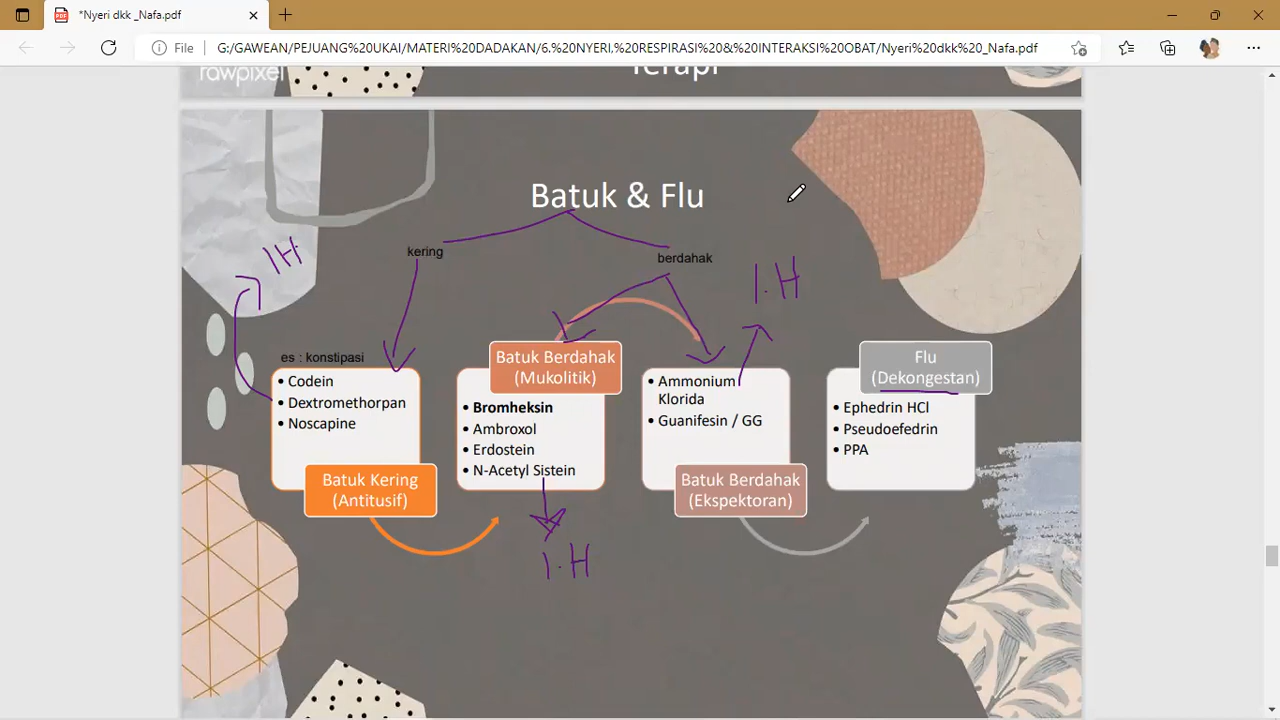 *Nyeri dkk _Nafa.pdf
File
G:/GAWEAN/PEJUANG%20UKAI/MATERI%20DADAKAN/6.%20NYERI,%20RESPIRASI%20&%20INTERAKSI%20OBAT/Nyeri%20dkk%20_Nafa.pdf
rawpixel
Terapi
Batuk & Flu
kering
berdahak
IH
I.H
es : konstipasi
• Codein
• Dextromethorpan
• Noscapine
Batuk Kering
(Antitusif)
Batuk Berdahak
(Mukolitik)
• Bromheksin
• Ambroxol
• Erdostein
• N-Acetyl Sistein
I.H
• Ammonium
Klorida
• Guanifesin / GG
Batuk Berdahak
(Ekspektoran)
Flu
(Dekongestan)
• Ephedrin HCl
• Pseudoefedrin
• PPA